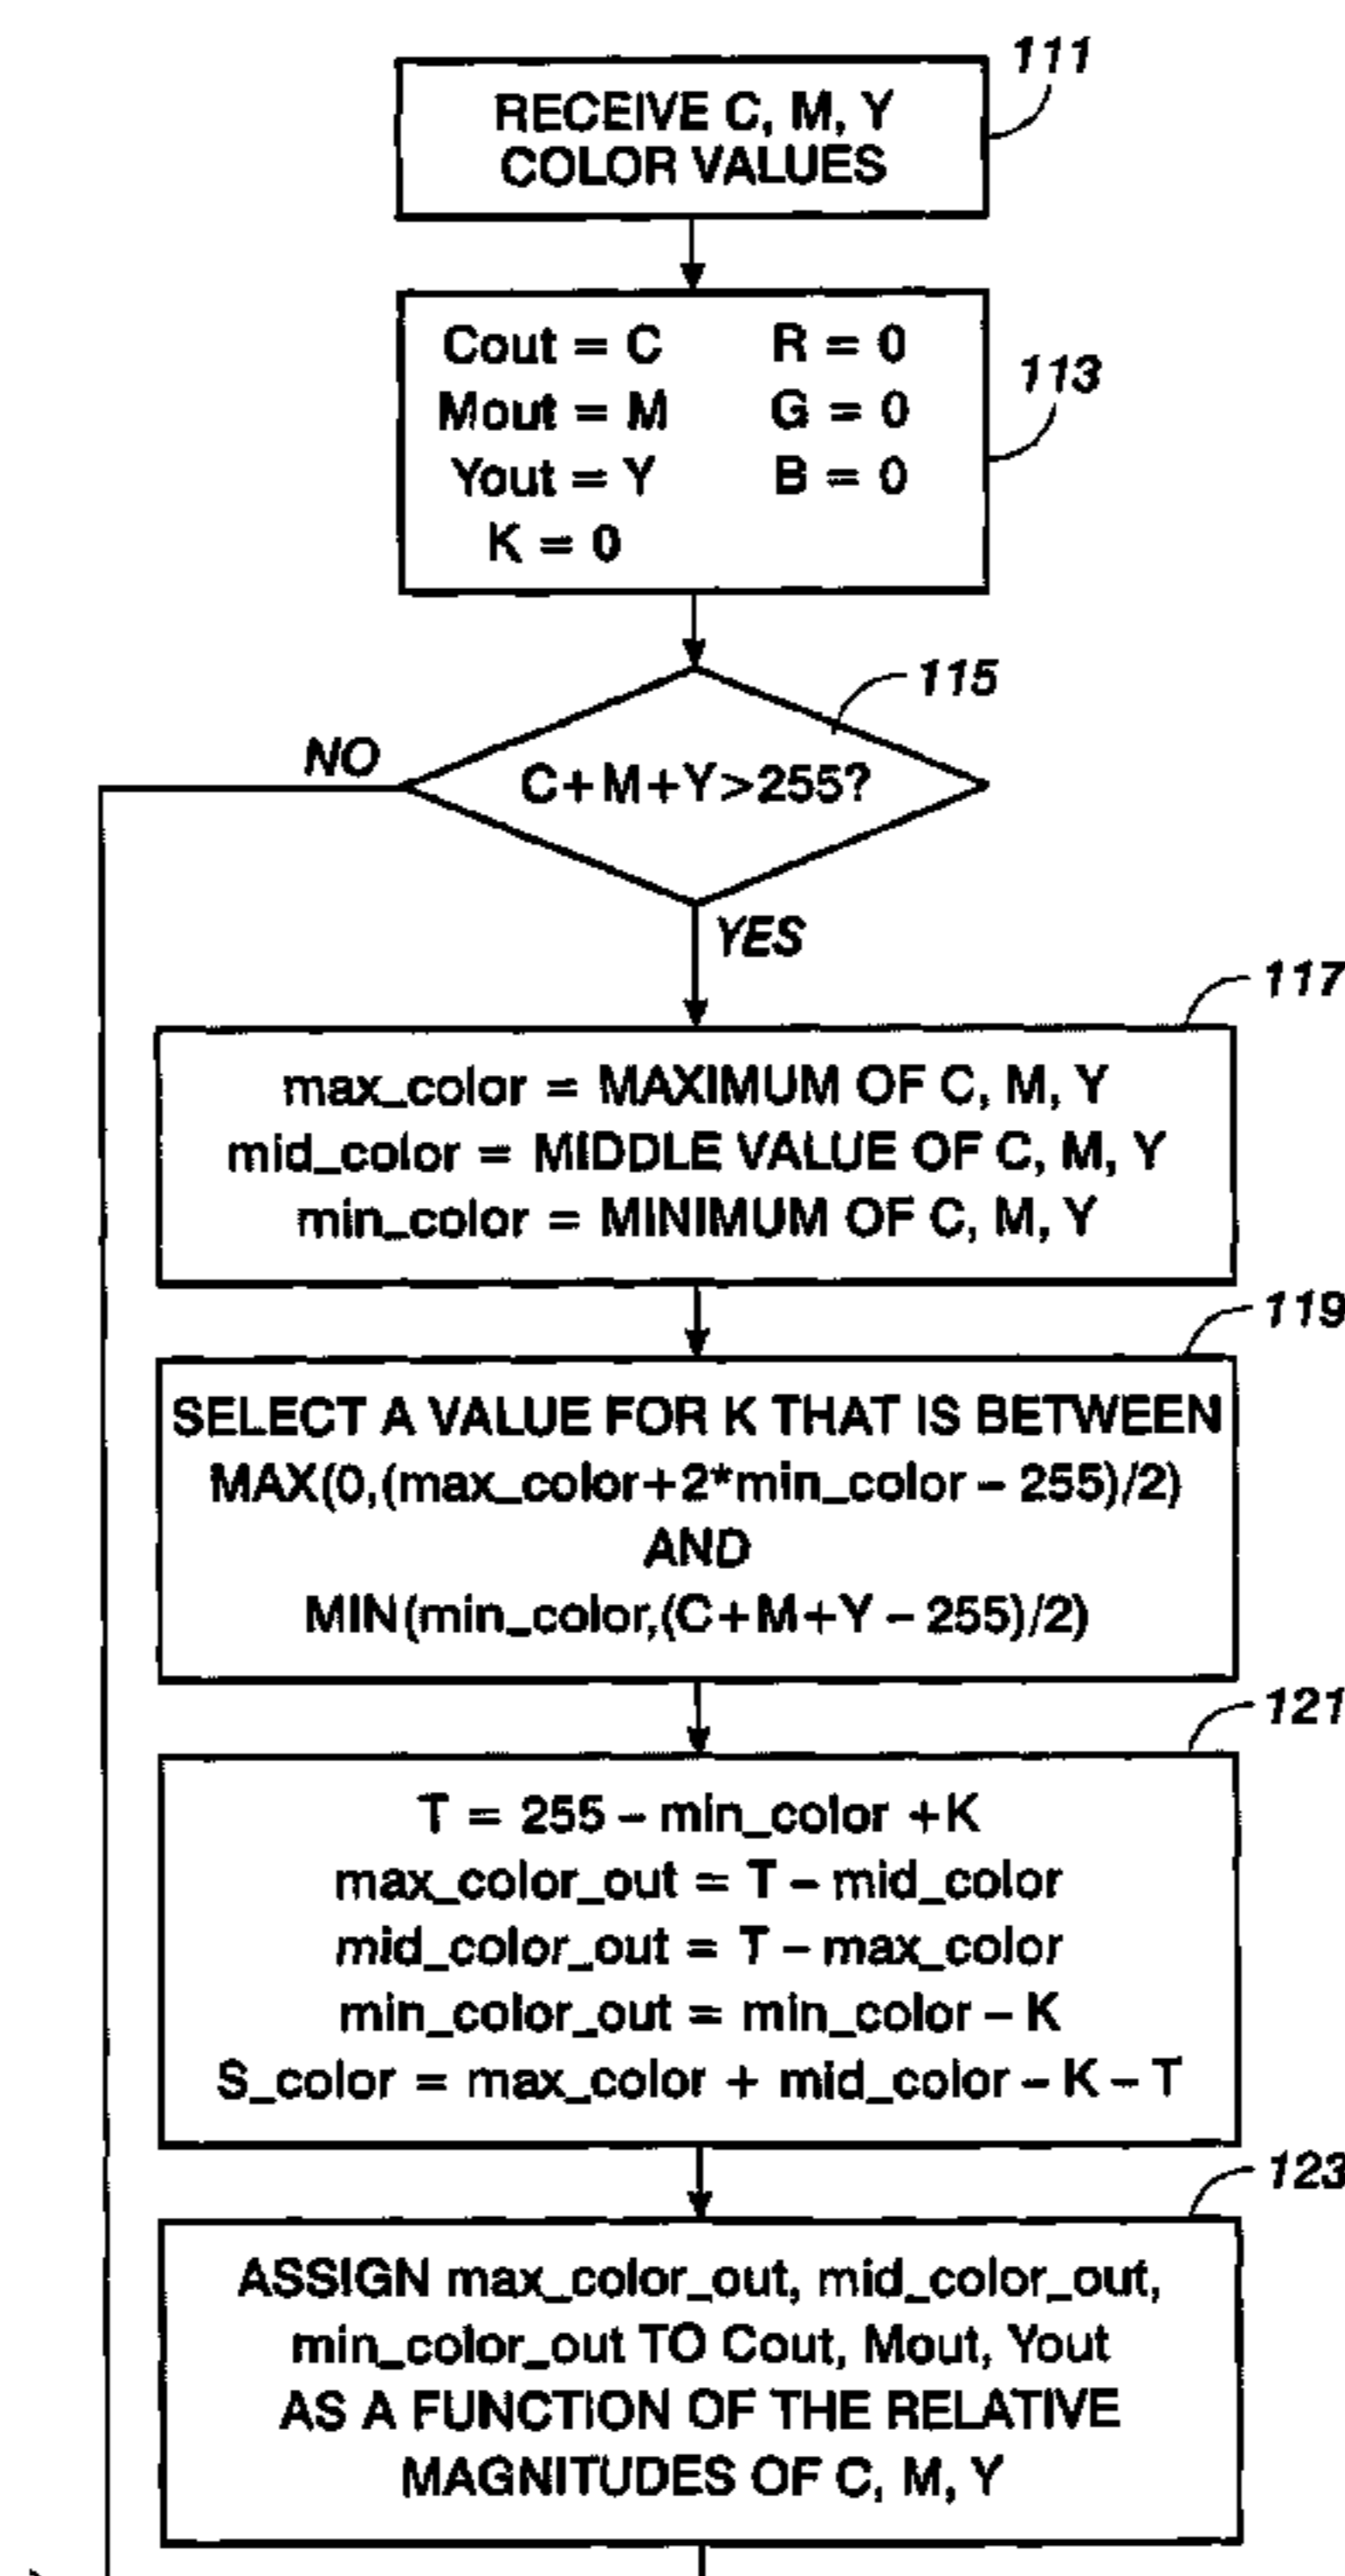 111
RECEIVE C, M, Y
COLOR VALUES
113
Cout = C R = 0
Mout = M G = 0
Yout = Y B = 0
K = 0
115
NO
C+M+Y>255?
YES
117
max_color = MAXIMUM OF C, M, Y
mid_color = MIDDLE VALUE OF C, M, Y
min_color = MINIMUM OF C, M, Y
119
SELECT A VALUE FOR K THAT IS BETWEEN
MAX(0,(max_color+2*min_color – 255)/2)
AND
MIN(min_color,(C+M+Y – 255)/2)
121
T = 255 – min_color +K
max_color_out = T – mid_color
mid_color_out = T – max_color
min_color_out = min_color – K
S_color = max_color + mid_color – K – T
123
ASSIGN max_color_out, mid_color_out,
min_color_out TO Cout, Mout, Yout
AS A FUNCTION OF THE RELATIVE
MAGNITUDES OF C, M, Y